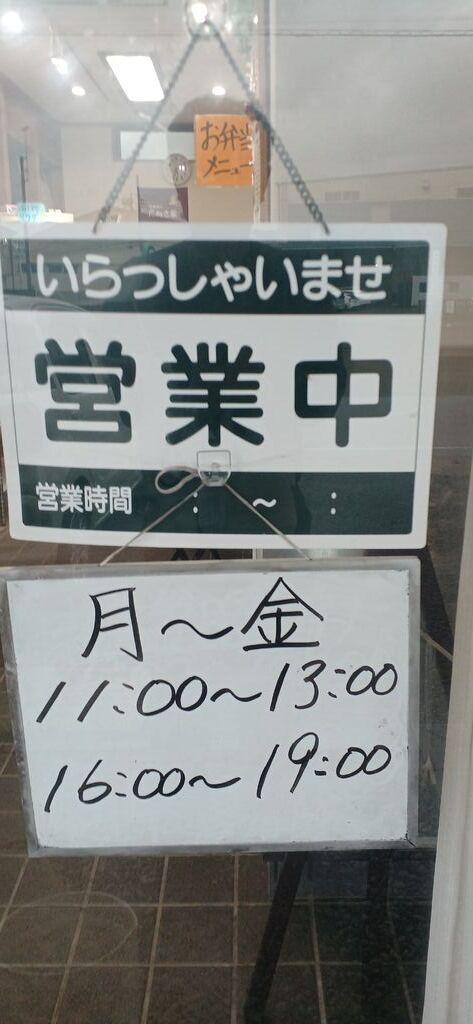 お弁当
メニュー
いらっしゃいませ
営業中
営業時間 : ～ :
月～金
11:00～13:00
16:00～19:00